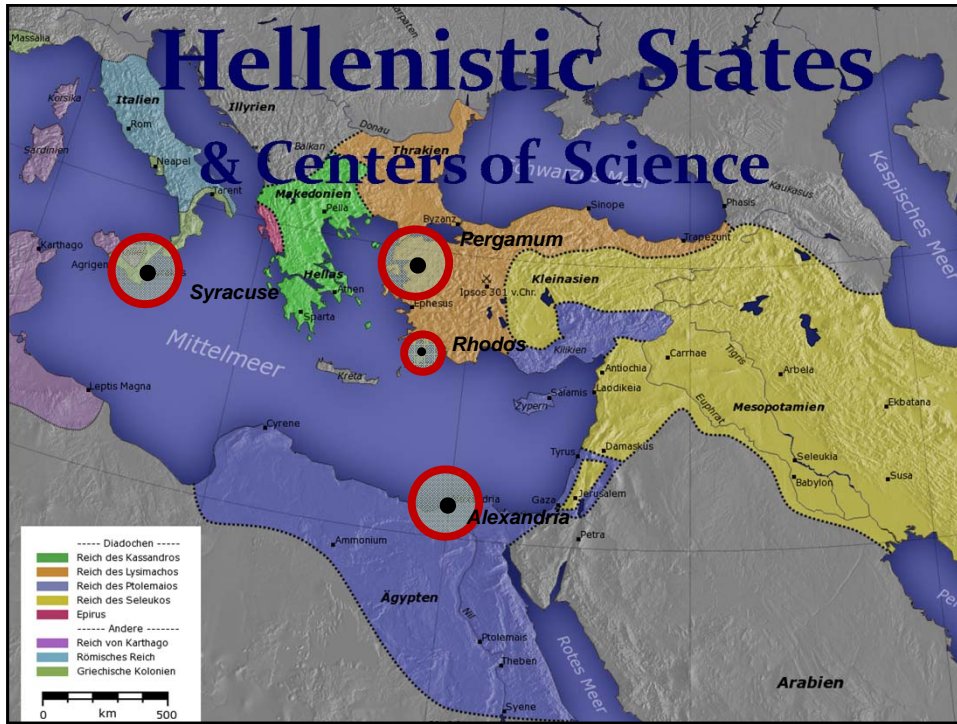 Hellenistic States
& Centers of Science
Massalia
Korsika
Italien
Rom
Sardinien
Neapel
Tarent
Illyrien
Karpaten
Donau
Balkan
Thrakien
Makedonien
Pella
Byzanz
Schwarzes Meer
Sinope
Phasis
Kaukasus
Kaspisches Meer
Trapezunt
Karthago
Agrigent
Syracuse
Hellas
Athen
Sparta
Pergamum
Ipsos 301 v.Chr.
Ephesus
Kleinasien
Rhodos
Kilikien
Mittelmeer
Kreta
Leptis Magna
Cyrene
Zypern
Salamis
Antiochia
Laodikeia
Carrhae
Tigris
Arbela
Euphrat
Mesopotamien
Ekbatana
Tyrus
Damaskus
Seleukia
Babylon
Susa
Gaza
Jerusalem
Alexandria
Petra
Ammonium
Ägypten
Nil
Ptolemais
Theben
Syene
Rotes Meer
Arabien
Per
----- Diadochen -----
Reich des Kassandros
Reich des Lysimachos
Reich des Ptolemaios
Reich des Seleukos
Epirus
------ Andere ------
Reich von Karthago
Römisches Reich
Griechische Kolonien
0 km 500